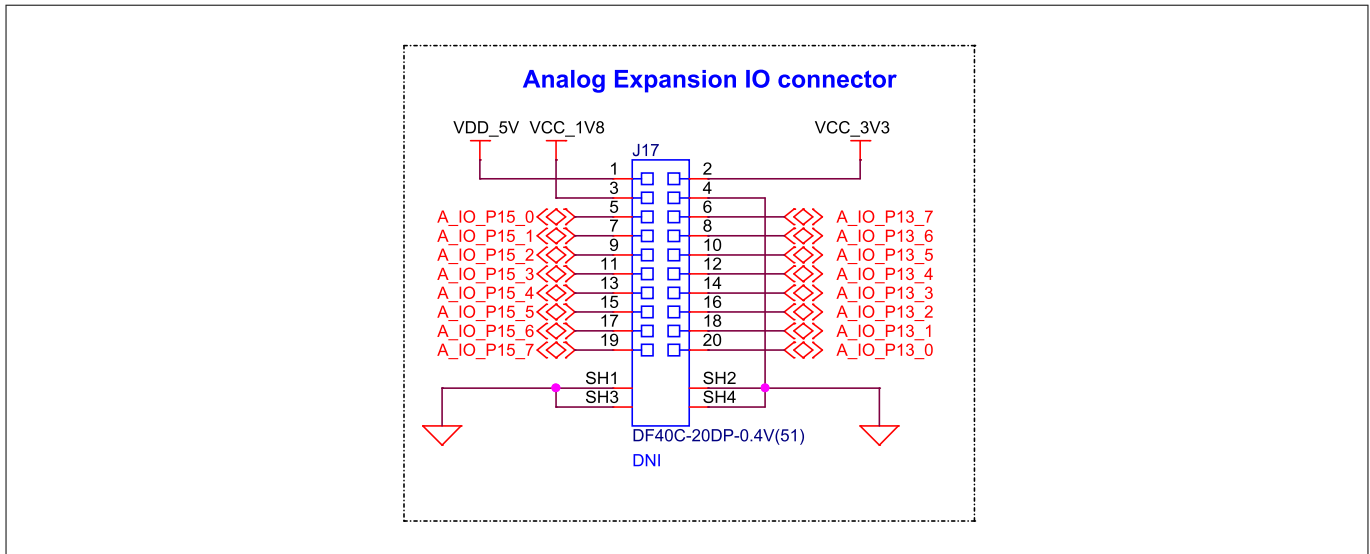 Analog Expansion IO connector
VDD_5V VCC_1V8 VCC_3V3
J17
1 2
3 4
A_IO_P15_0 5 6 A_IO_P13_7
A_IO_P15_1 7 8 A_IO_P13_6
A_IO_P15_2 9 10 A_IO_P13_5
A_IO_P15_3 11 12 A_IO_P13_4
A_IO_P15_4 13 14 A_IO_P13_3
A_IO_P15_5 15 16 A_IO_P13_2
A_IO_P15_6 17 18 A_IO_P13_1
A_IO_P15_7 19 20 A_IO_P13_0
SH1 SH2
SH3 SH4
DF40C-20DP-0.4V(51)
DNI